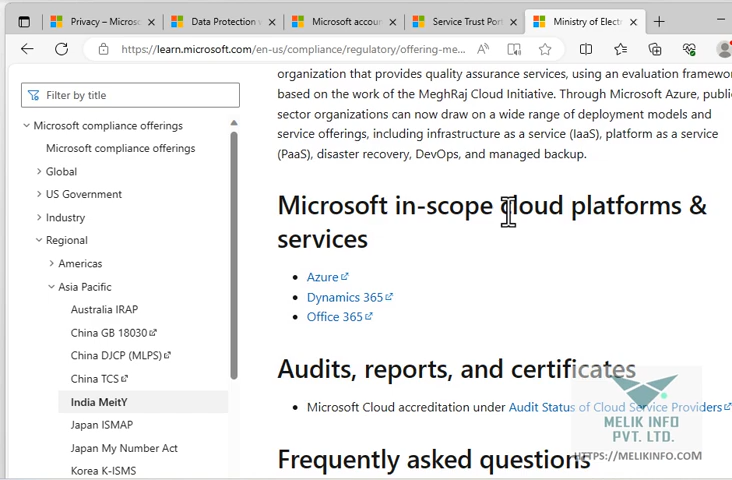 Privacy – Micros
Data Protection
Microsoft accou
Service Trust Por
Ministry of Elect
https://learn.microsoft.com/en-us/compliance/regulatory/offering-me...
Filter by title
Microsoft compliance offerings
Microsoft compliance offerings
Global
US Government
Industry
Regional
Americas
Asia Pacific
Australia IRAP
China GB 18030
China DJCP (MLPS)
China TCS
India MeitY
Japan ISMAP
Japan My Number Act
Korea K-ISMS
organization that provides quality assurance services, using an evaluation framewo
based on the work of the MeghRaj Cloud Initiative. Through Microsoft Azure, publi
sector organizations can now draw on a wide range of deployment models and
service offerings, including infrastructure as a service (IaaS), platform as a service
(PaaS), disaster recovery, DevOps, and managed backup.
Microsoft in-scope cloud platforms &
services
• Azure
• Dynamics 365
• Office 365
Audits, reports, and certificates
• Microsoft Cloud accreditation under Audit Status of Cloud Service Providers
Frequently asked questions
MELIK INFO
PVT. LTD.
HTTPS://MELIKINFO.COM